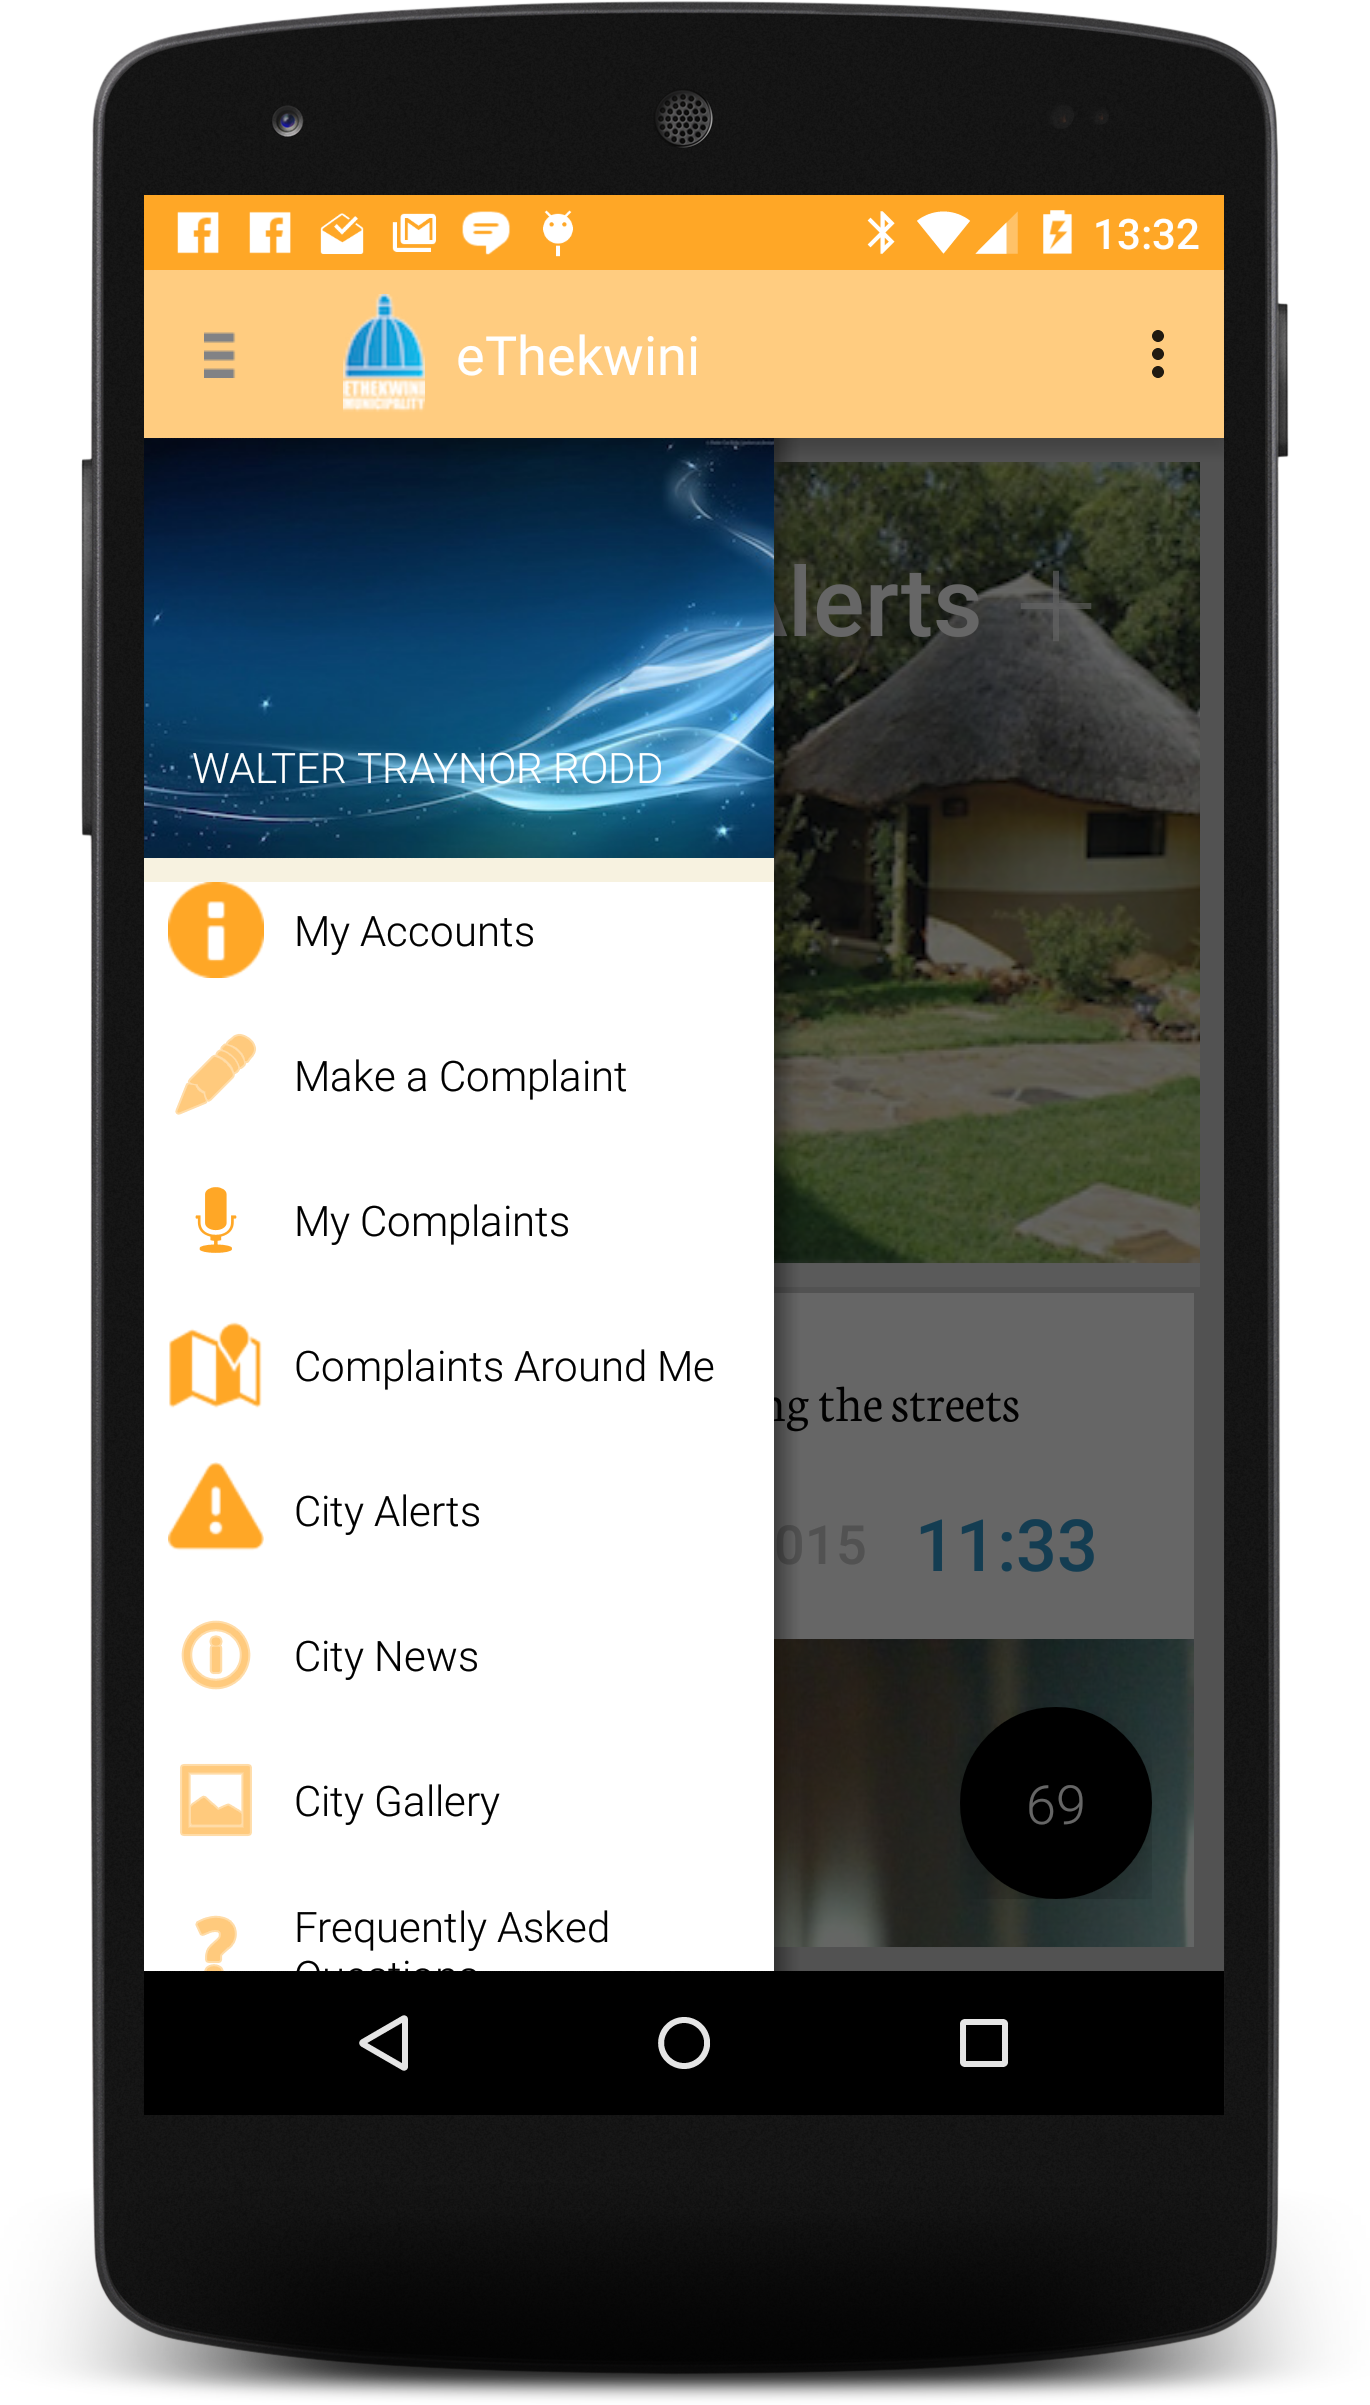 13:32
ETHEKWINI
MUNICIPALITY
eThekwini
lerts +
WALTER TRAYNOR RODD
My Accounts
Make a Complaint
My Complaints
Complaints Around Me
ng the streets
City Alerts
015 11:33
City News
City Gallery
69
Frequently Asked
Questions